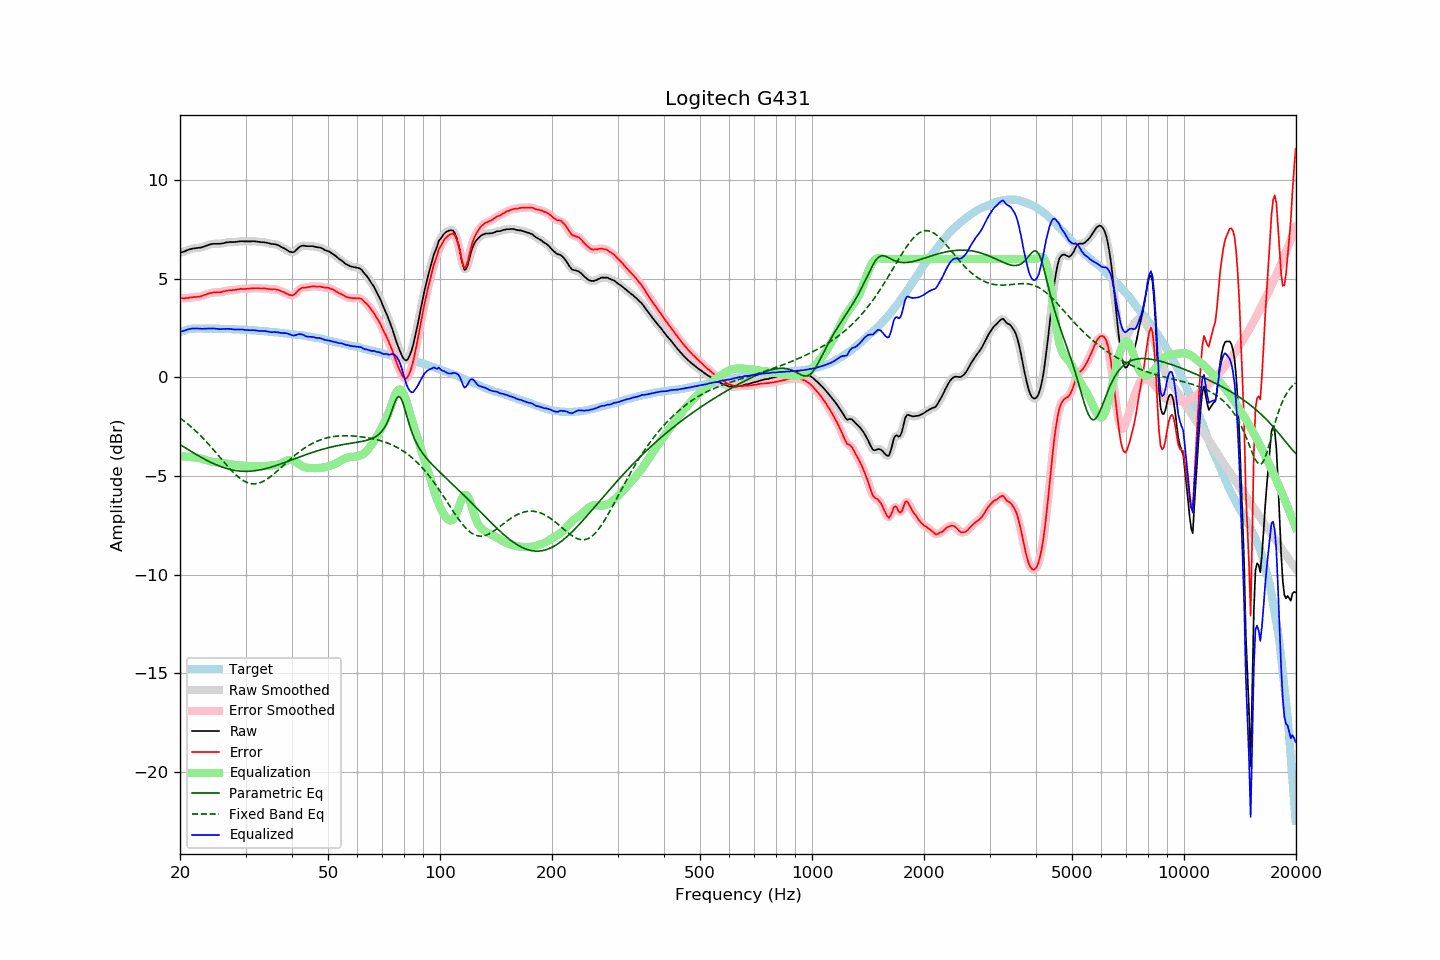 Logitech G431
Amplitude (dBr)
10
5
0
−5
−10
−15
−20
Target
Raw Smoothed
Error Smoothed
Raw
Error
Equalization
Parametric Eq
Fixed Band Eq
Equalized
20 50 100 200 500 1000 2000 5000 10000 20000
Frequency (Hz)